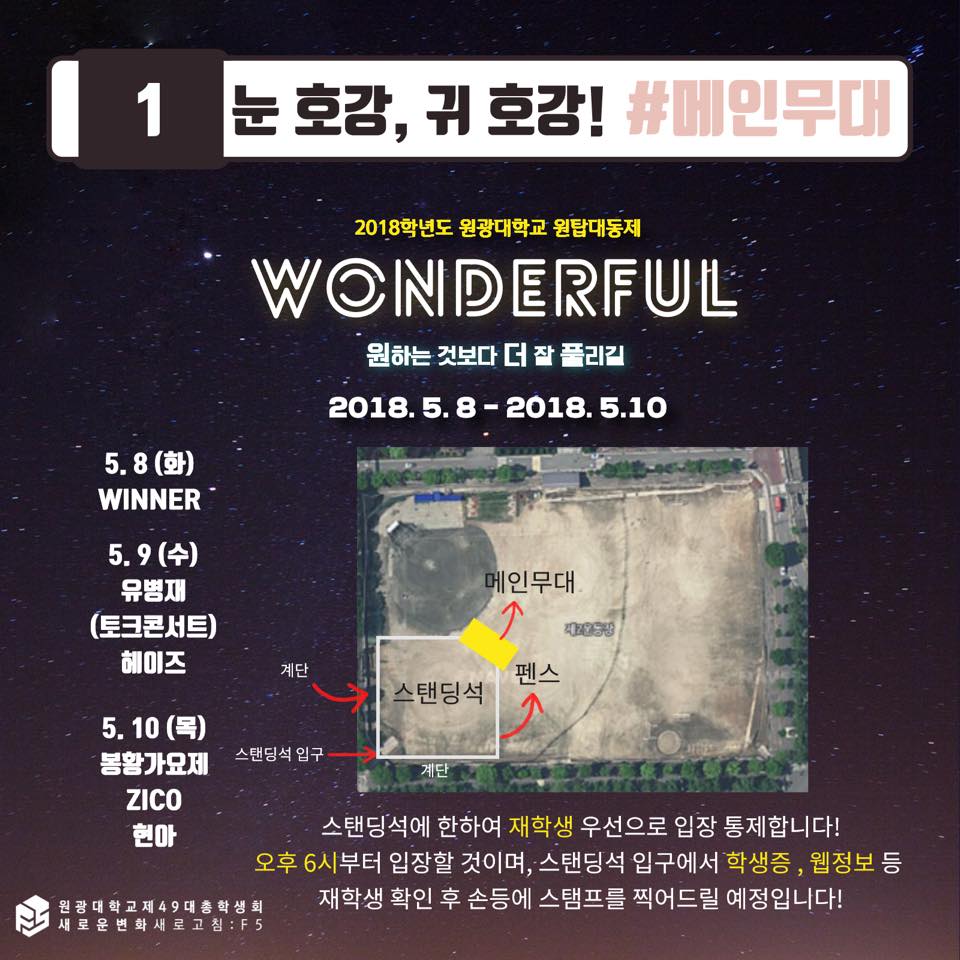 1 눈 호강, 귀 호강! #메인무대
2018학년도 원광대학교 원탑대동제
WONDERFUL
원하는 것보다 더 잘 풀리길
2018. 5. 8 - 2018. 5.10
5. 8 (화)
WINNER
5. 9 (수)
유병재
(토크콘서트)
헤이즈
5. 10 (목)
봉황가요제
ZICO
현아
메인무대
제2운동장
펜스
계단
스탠딩석
스탠딩석 입구
계단
스탠딩석에 한하여 재학생 우선으로 입장 통제합니다!
오후 6시부터 입장할 것이며, 스탠딩석 입구에서 학생증 , 웹정보 등
재학생 확인 후 손등에 스탬프를 찍어드릴 예정입니다!
원광대학교제49대총학생회
새로운변화새로고침:F5